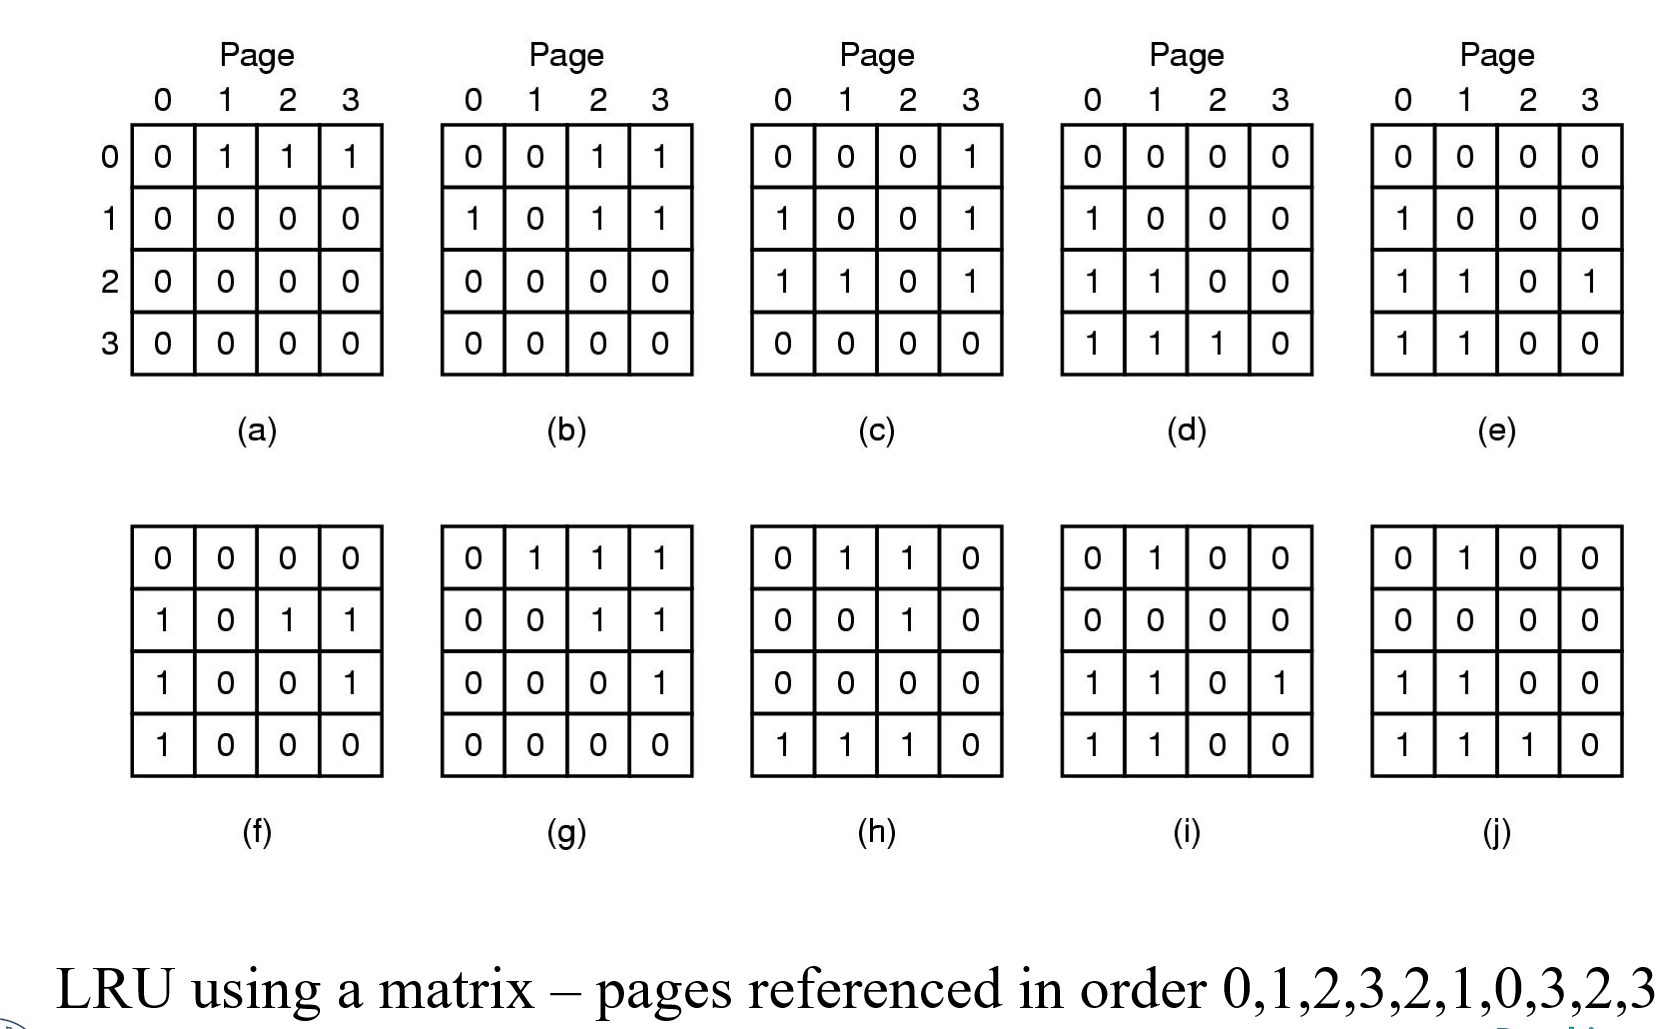 Page Page Page Page Page
0 1 2 3 0 1 2 3 0 1 2 3 0 1 2 3 0 1 2 3
0 0 1 1 1 0 0 1 1 0 0 0 1 0 0 0 0 0 0 0 0
1 0 0 0 0 1 0 1 1 1 0 0 1 1 0 0 0 1 0 0 0
2 0 0 0 0 0 0 0 0 1 1 0 1 1 1 0 0 1 1 0 1
3 0 0 0 0 0 0 0 0 0 0 0 0 1 1 1 0 1 1 0 0
(a) (b) (c) (d) (e)
0 0 0 0 0 1 1 1 0 1 1 0 0 1 0 0 0 1 0 0
1 0 1 1 0 0 1 1 0 0 1 0 0 0 0 0 0 0 0 0
1 0 0 1 0 0 0 1 0 0 0 0 1 1 0 1 1 1 0 0
1 0 0 0 0 0 0 0 1 1 1 0 1 1 0 0 1 1 1 0
(f) (g) (h) (i) (j)
LRU using a matrix – pages referenced in order 0,1,2,3,2,1,0,3,2,3